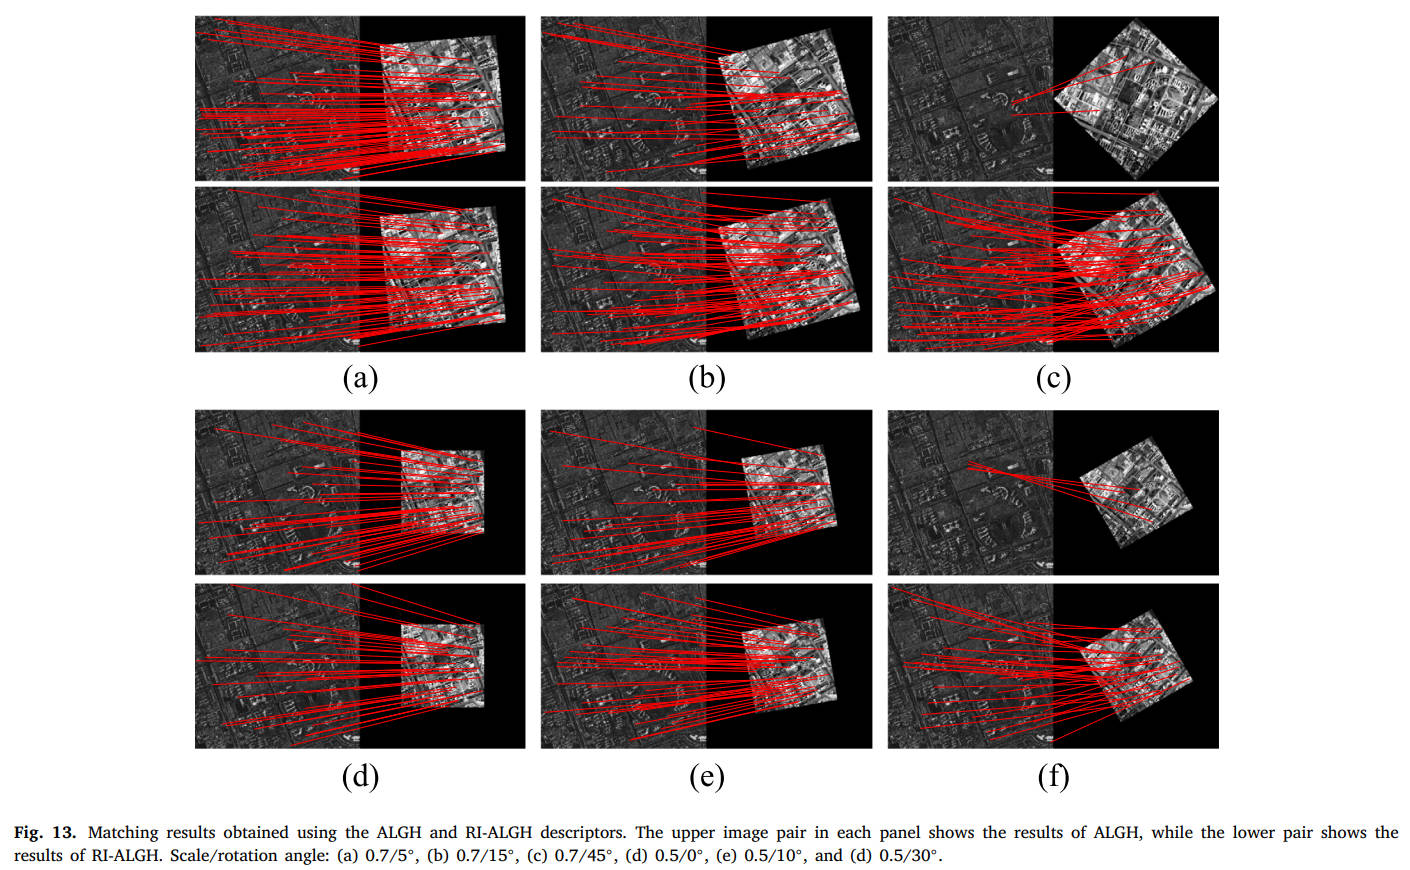 (a) (b) (c)
(d) (e) (f)
Fig. 13. Matching results obtained using the ALGH and RI-ALGH descriptors. The upper image pair in each panel shows the results of ALGH, while the lower pair shows the
results of RI-ALGH. Scale/rotation angle: (a) 0.7/5°, (b) 0.7/15°, (c) 0.7/45°, (d) 0.5/0°, (e) 0.5/10°, and (d) 0.5/30°.